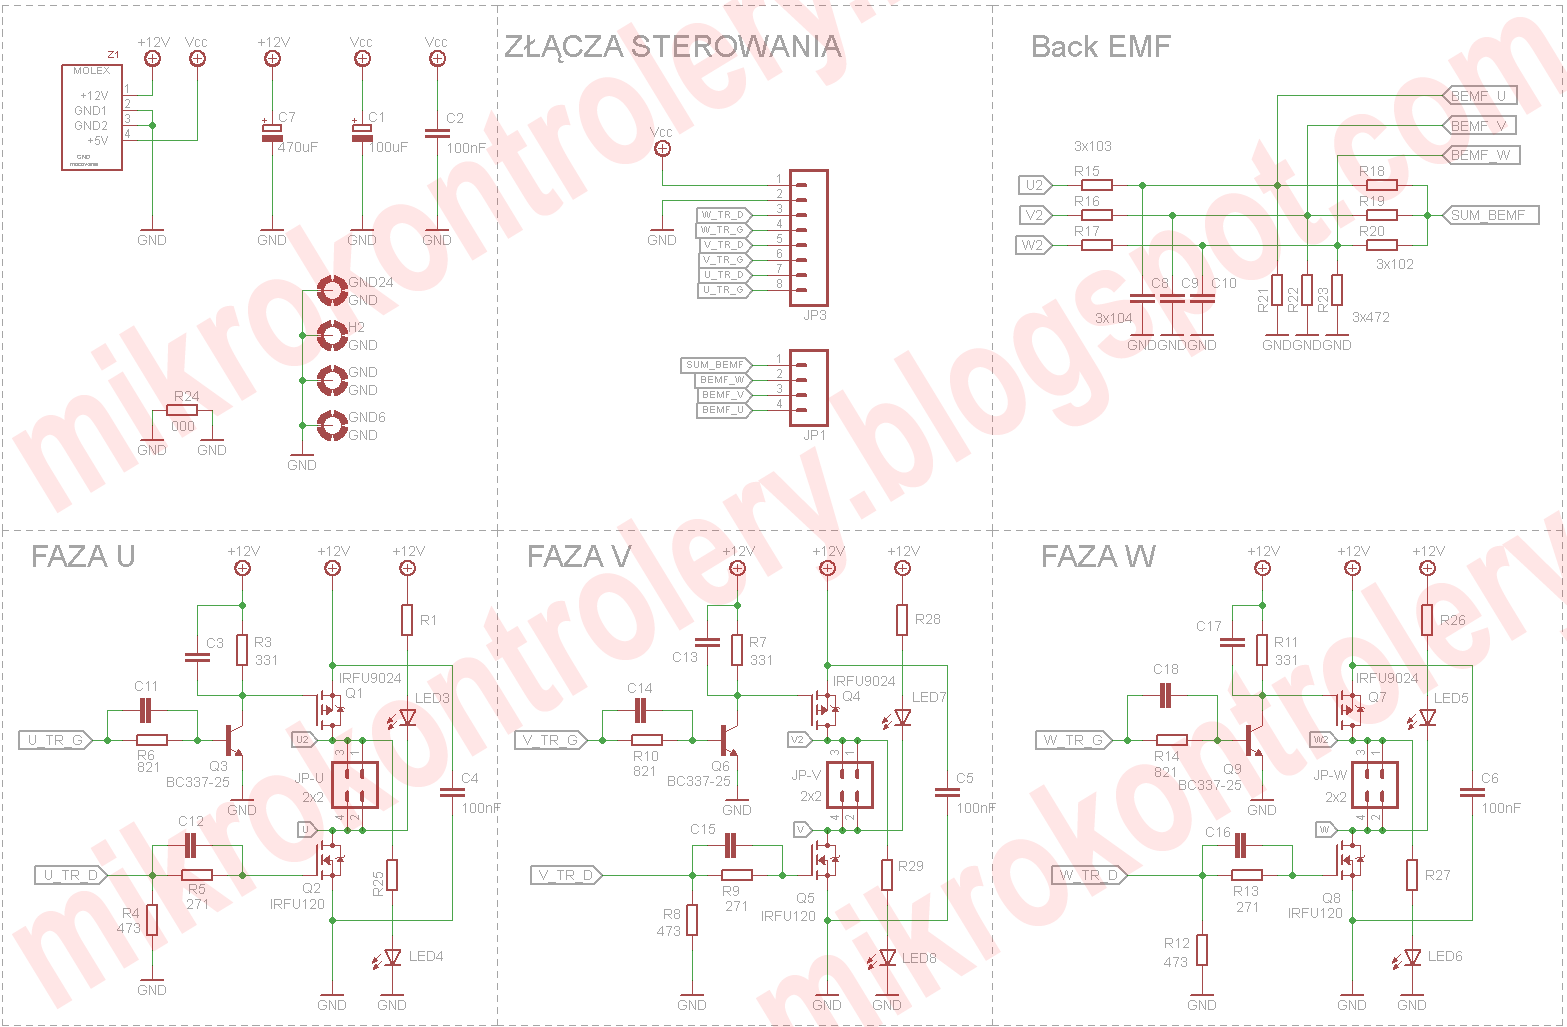 +12V
Vcc
Z1
MOLEX
+12V
GND1
GND2
+5V
GND
1
2
3
4
GND
+12V
C7
470uF
GND
Vcc
C1
100uF
GND
Vcc
C2
100nF
GND
GND24
GND
H2
GND
GND
GND
GND6
GND
GND
R24
000
GND
GND
ZŁĄCZA STEROWANIA
Vcc
GND
W_TR_D
W_TR_G
V_TR_D
V_TR_G
U_TR_D
U_TR_G
1
2
3
4
5
6
7
8
JP3
SUM_BEMF
BEMF_W
BEMF_V
BEMF_U
1
2
3
4
JP1
Back EMF
BEMF_U
BEMF_V
BEMF_W
3x103
U2
R15
R18
V2
R16
R19
SUM_BEMF
W2
R17
R20
3x102
C8
C9
C10
3x104
R21
R22
R23
3x472
GND
GND
GND
GND
GND
GND
FAZA U
+12V
+12V
+12V
C3
R3
331
R1
IRFU9024
Q1
LED3
C11
U_TR_G
R6
821
Q3
BC337-25
GND
U2
3
1
JP-U
2x2
4
2
U
C4
100nF
C12
U_TR_D
R5
271
Q2
IRFU120
R4
473
GND
R25
LED4
GND
GND
FAZA V
+12V
+12V
+12V
C13
R7
331
R28
IRFU9024
Q4
LED7
C14
V_TR_G
R10
821
Q6
BC337-25
GND
V2
3
1
JP-V
2x2
4
2
V
C5
100nF
C15
V_TR_D
R9
271
Q5
IRFU120
R8
473
GND
R29
LED8
GND
GND
FAZA W
+12V
+12V
+12V
C17
R11
331
R26
IRFU9024
Q7
LED5
C18
W_TR_G
R14
821
Q9
BC337-25
GND
W2
3
1
JP-W
2x2
4
2
W
C6
100nF
C16
W_TR_D
R13
271
Q8
IRFU120
R12
473
GND
R27
LED6
GND
GND
mikrokontrolery.blogspot.com
mikrokontrolery.blogspot.com
mikrokontrolery